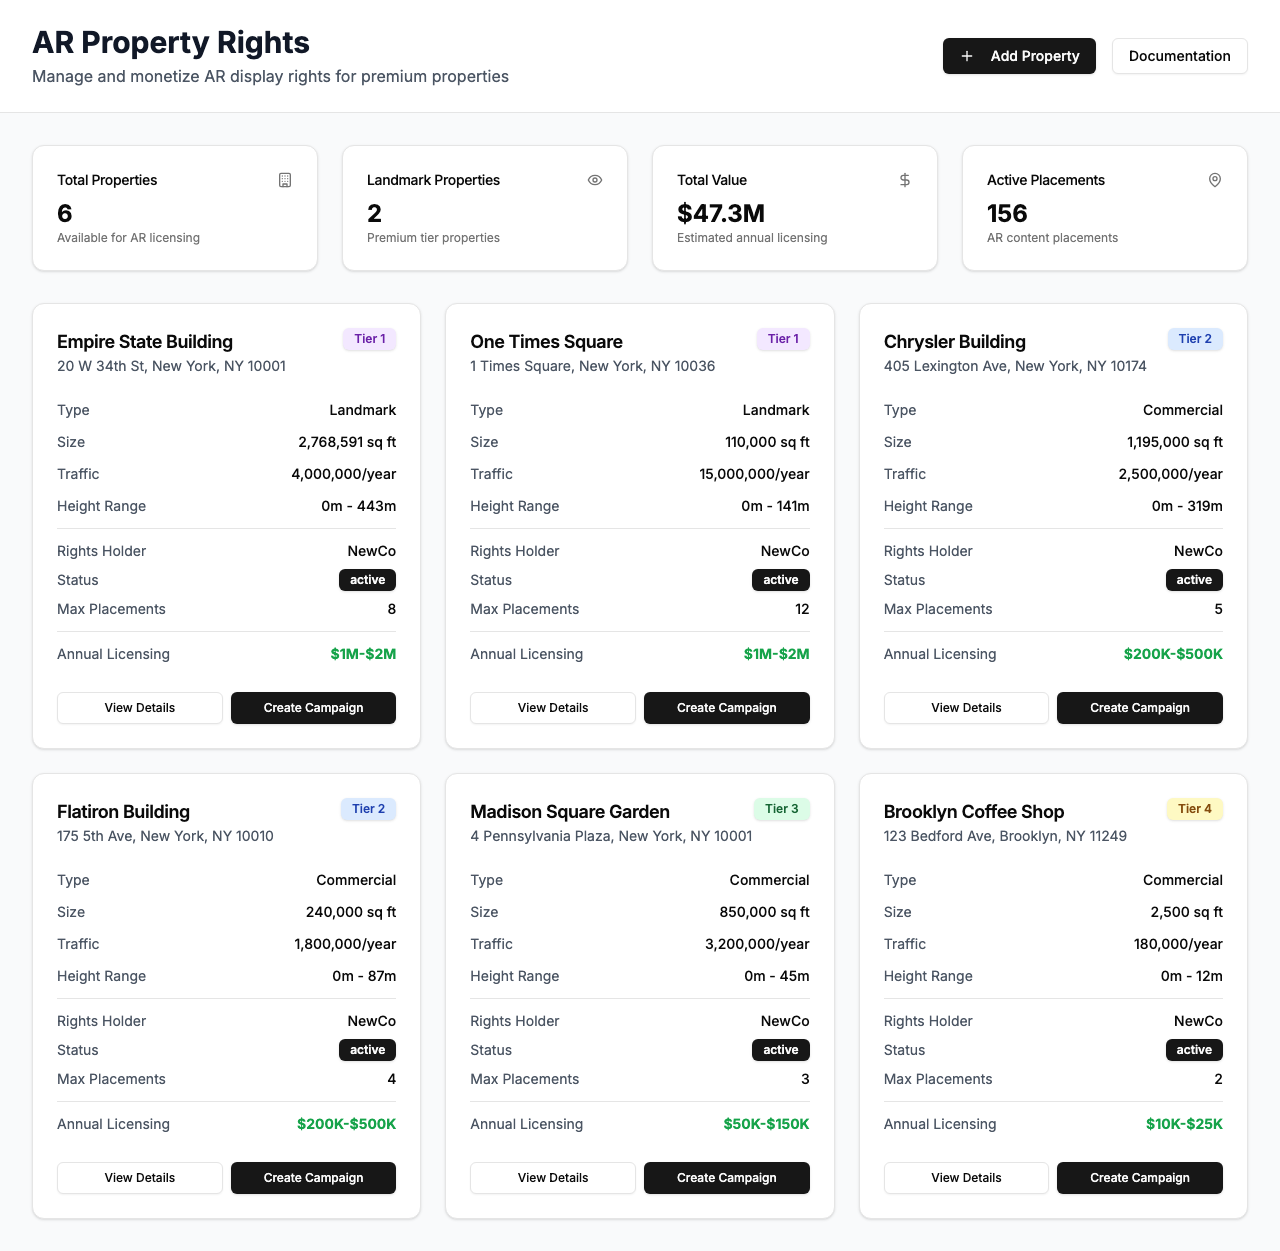 AR Property Rights
Manage and monetize AR display rights for premium properties
Add Property
Documentation
Total Properties
6
Available for AR licensing
Landmark Properties
2
Premium tier properties
Total Value
$47.3M
Estimated annual licensing
Active Placements
156
AR content placements
Empire State Building
Tier 1
20 W 34th St, New York, NY 10001
Type Landmark
Size 2,768,591 sq ft
Traffic 4,000,000/year
Height Range 0m - 443m
Rights Holder NewCo
Status active
Max Placements 8
Annual Licensing $1M-$2M
View Details Create Campaign
One Times Square
Tier 1
1 Times Square, New York, NY 10036
Type Landmark
Size 110,000 sq ft
Traffic 15,000,000/year
Height Range 0m - 141m
Rights Holder NewCo
Status active
Max Placements 12
Annual Licensing $1M-$2M
View Details Create Campaign
Chrysler Building
Tier 2
405 Lexington Ave, New York, NY 10174
Type Commercial
Size 1,195,000 sq ft
Traffic 2,500,000/year
Height Range 0m - 319m
Rights Holder NewCo
Status active
Max Placements 5
Annual Licensing $200K-$500K
View Details Create Campaign
Flatiron Building
Tier 2
175 5th Ave, New York, NY 10010
Type Commercial
Size 240,000 sq ft
Traffic 1,800,000/year
Height Range 0m - 87m
Rights Holder NewCo
Status active
Max Placements 4
Annual Licensing $200K-$500K
View Details Create Campaign
Madison Square Garden
Tier 3
4 Pennsylvania Plaza, New York, NY 10001
Type Commercial
Size 850,000 sq ft
Traffic 3,200,000/year
Height Range 0m - 45m
Rights Holder NewCo
Status active
Max Placements 3
Annual Licensing $50K-$150K
View Details Create Campaign
Brooklyn Coffee Shop
Tier 4
123 Bedford Ave, Brooklyn, NY 11249
Type Commercial
Size 2,500 sq ft
Traffic 180,000/year
Height Range 0m - 12m
Rights Holder NewCo
Status active
Max Placements 2
Annual Licensing $10K-$25K
View Details Create Campaign